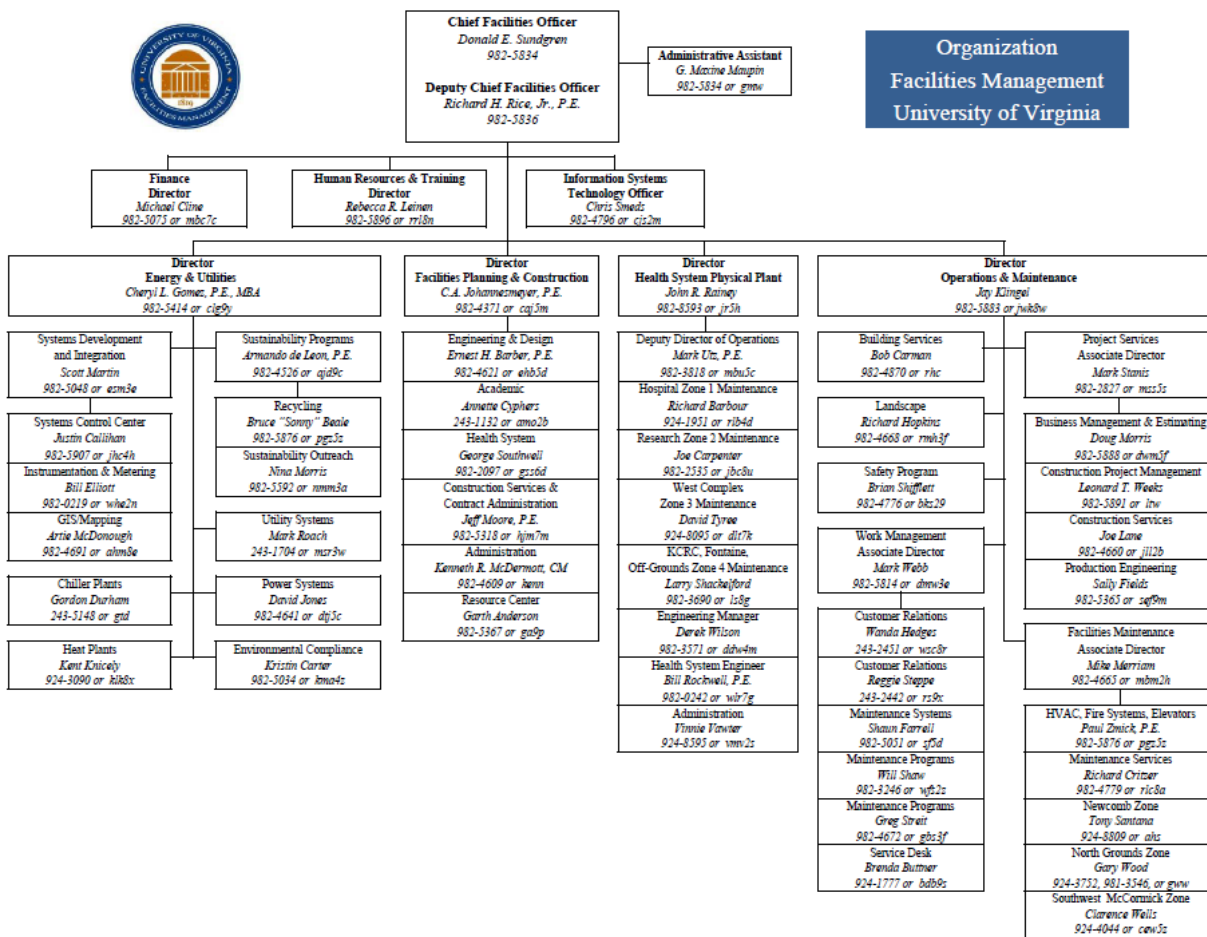 UNIVERSITY OF VIRGINIA
1819
FACILITIES MANAGEMENT
Chief Facilities Officer
Donald E. Sundgren
982-5834
Deputy Chief Facilities Officer
Richard H. Rice, Jr., P.E.
982-5836
Administrative Assistant
G. Maxine Maupin
982-5834 or gmw
Organization
Facilities Management
University of Virginia
Finance
Director
Michael Cline
982-5075 or mbc7c
Human Resources & Training
Director
Rebecca R. Leinen
982-5896 or rrl8n
Information Systems
Technology Officer
Chris Smeds
982-4796 or cjs2m
Director
Energy & Utilities
Cheryl L. Gomez, P.E., MBA
982-5414 or clg9y
Systems Development
and Integration
Scott Martin
982-5048 or esm3e
Systems Control Center
Justin Callihan
982-5907 or jhc4h
Instrumentation & Metering
Bill Elliott
982-0219 or whe2n
GIS/Mapping
Artie McDonough
982-4691 or ahm8e
Chiller Plants
Gordon Durham
243-5148 or gtd
Heat Plants
Kent Knicely
924-3090 or klk8x
Sustainability Programs
Armando de Leon, P.E.
982-4526 or ajd9c
Recycling
Bruce "Sonny" Beale
982-5876 or pgz5z
Sustainability Outreach
Nina Morris
982-5592 or nmm3a
Utility Systems
Mark Roach
243-1704 or msr3w
Power Systems
David Jones
982-4641 or dtj5c
Environmental Compliance
Kristin Carter
982-5034 or kma4z
Director
Facilities Planning & Construction
C.A. Johannesmeyer, P.E.
982-4371 or caj5m
Engineering & Design
Ernest H. Barber, P.E.
982-4621 or ehb5d
Academic
Annette Cyphers
243-1132 or amo2b
Health System
George Southwell
982-2097 or gss6d
Construction Services &
Contract Administration
Jeff Moore, P.E.
982-5318 or hjm7m
Administration
Kenneth R. McDermott, CM
982-4609 or kenn
Resource Center
Garth Anderson
982-5367 or ga9p
Director
Health System Physical Plant
John R. Rainey
982-8593 or jr5h
Deputy Director of Operations
Mark Utz, P.E.
982-3818 or mbu5c
Hospital Zone 1 Maintenance
Richard Barbour
924-1951 or rlb4d
Research Zone 2 Maintenance
Joe Carpenter
982-2535 or jbc8u
West Complex
Zone 3 Maintenance
David Tyree
924-8095 or dlt7k
KCRC, Fontaine,
Off-Grounds Zone 4 Maintenance
Larry Shackelford
982-3690 or ls8g
Engineering Manager
Derek Wilson
982-3571 or ddw4m
Health System Engineer
Bill Rockwell, P.E.
982-0242 or wlr7g
Administration
Vinnie Vawter
924-8595 or vmv2s
Director
Operations & Maintenance
Jay Klingel
982-5883 or jwk8w
Building Services
Bob Carman
982-4870 or rhc
Landscape
Richard Hopkins
982-4668 or rmh3f
Safety Program
Brian Shifflett
982-4776 or bks29
Work Management
Associate Director
Mark Webb
982-5814 or dmw3e
Customer Relations
Wanda Hedges
243-2451 or wsc8r
Customer Relations
Reggie Steppe
243-2442 or rs9x
Maintenance Systems
Shaun Farrell
982-5051 or sf5d
Maintenance Programs
Will Shaw
982-3246 or wft2s
Maintenance Programs
Greg Streit
982-4672 or gbs3f
Service Desk
Brenda Buttner
924-1777 or bdb9s
Project Services
Associate Director
Mark Stanis
982-2827 or mss5s
Business Management & Estimating
Doug Morris
982-5888 or dwm5f
Construction Project Management
Leonard T. Weeks
982-5891 or ltw
Construction Services
Joe Lane
982-4660 or jll2b
Production Engineering
Sally Fields
982-5365 or sef9m
Facilities Maintenance
Associate Director
Mike Merriam
982-4665 or mbm2h
HVAC, Fire Systems, Elevators
Paul Zmick, P.E.
982-5876 or pgz5z
Maintenance Services
Richard Critzer
982-4779 or rlc8a
Newcomb Zone
Tony Santana
924-8809 or ahs
North Grounds Zone
Gary Wood
924-3752, 981-3546, or gww
Southwest McCormick Zone
Clarence Wells
924-4044 or cew5z